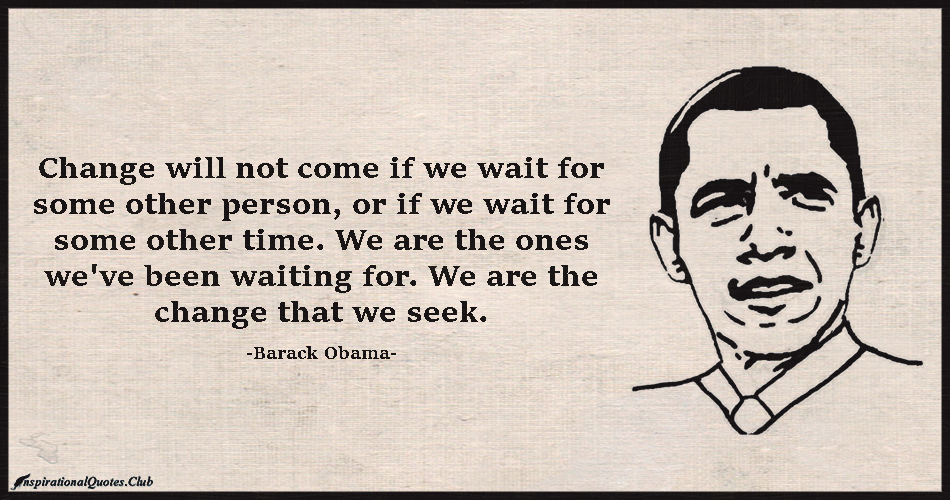 Change will not come if we wait for
some other person, or if we wait for
some other time. We are the ones
we've been waiting for. We are the
change that we seek.
-Barack Obama-
InspirationalQuotes.Club